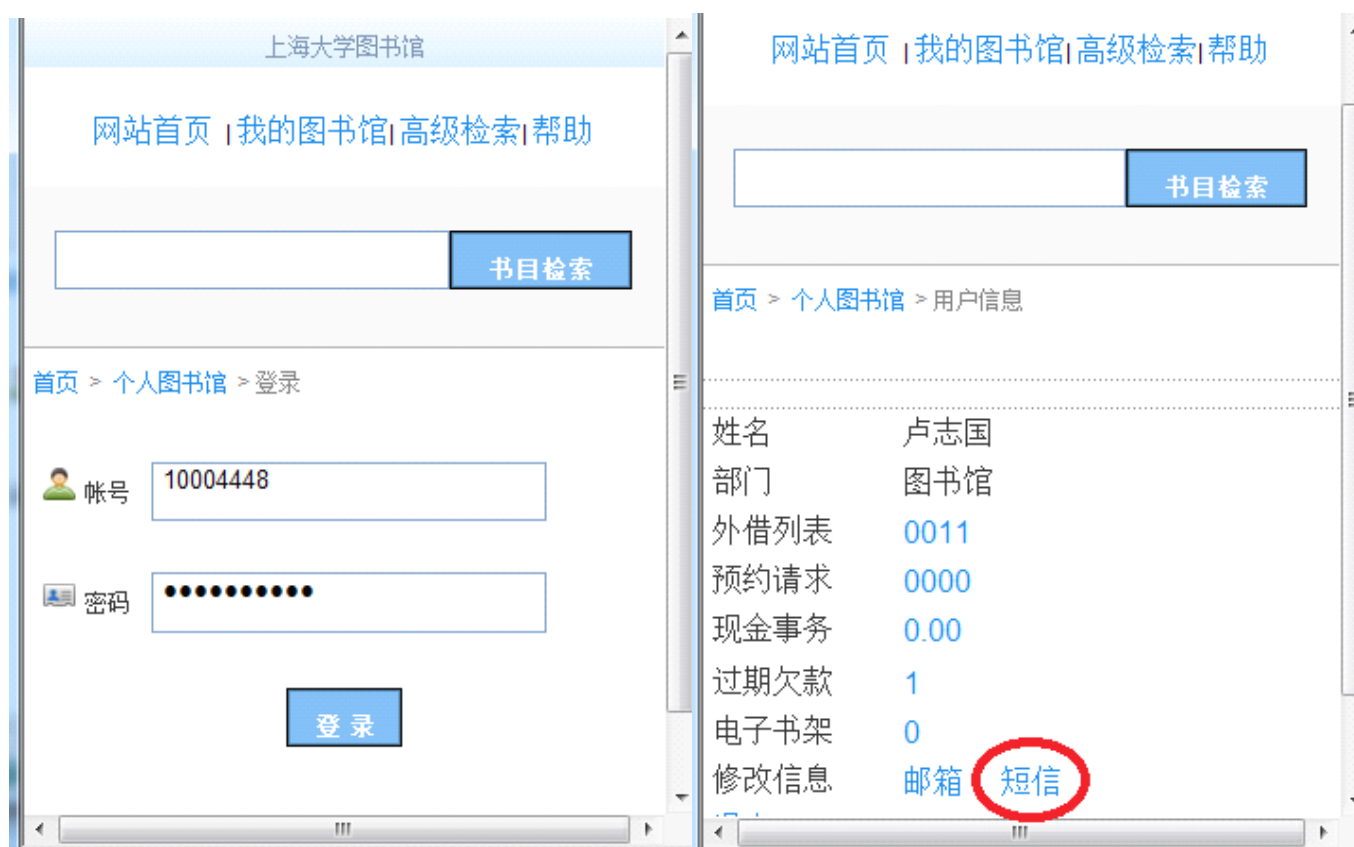 上海大学图书馆
网站首页 |我的图书馆|高级检索|帮助
书目检索
首页 > 个人图书馆 >登录
帐号 10004448
密码 ●●●●●●●●●●
登 录
网站首页 |我的图书馆|高级检索|帮助
书目检索
首页 > 个人图书馆 >用户信息
姓名 卢志国
部门 图书馆
外借列表 0011
预约请求 0000
现金事务 0.00
过期欠款 1
电子书架 0
修改信息 邮箱 短信